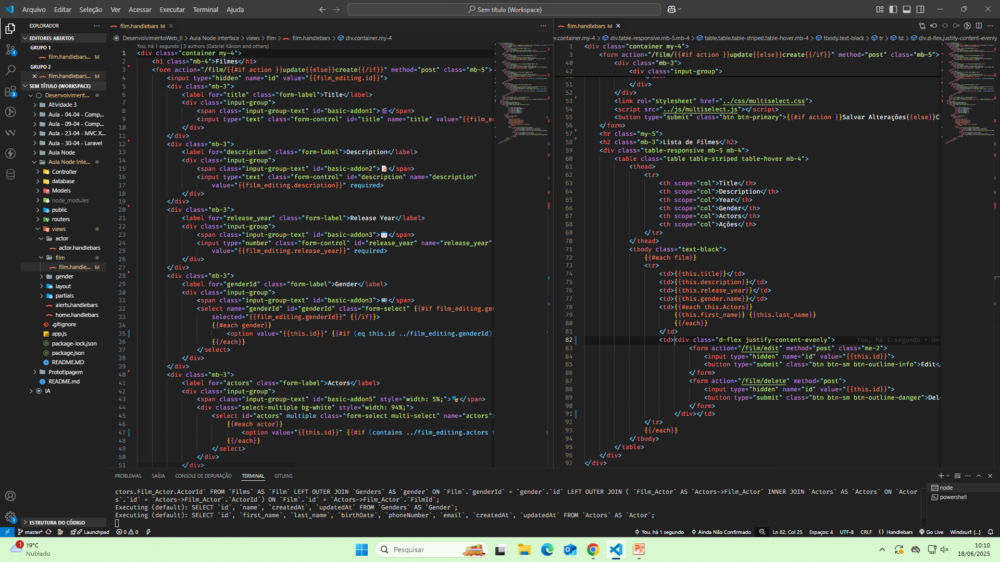 Arquivo Editar Seleção Ver Acessar Executar Terminal Ajuda
Sem título (Workspace)
EXPLORADOR
EDITORES ABERTOS
GRUPO 1
film.handlebars... M
GRUPO 2
film.handlebars... M
SEM TÍTULO (WORKSPACE)
Desenvolviment...
Atividade 3
Aula - 04-04 - Comp...
Aula - 09-04 - Comp...
Aula - 23-04 - MVC X...
Aula - 30-04 - Laravel
Aula Node
Aula Node Inte...
Controller
database
Models
node_modules
public
routers
views
actor
actor.handlebars
film
film.handle... M
gender
layout
partials
alerts.handlebars
home.handlebars
.gitignore
app.js
package-lock.json
package.json
README.MD
Prototipagem
README.md
IA
ESTRUTURA DO CÓDIGO
film.handlebars M
DesenvolvimentoWeb_II > Aula Node Interface > views > film > film.handlebars > div.container.my-4
You, há 1 segundo | 3 authors (Gabriel Káicon and others)
1 <div class="container my-4">
2 <h1 class="mb-4">Filmes</h1>
3 <form action="/film/{{#if action }}update{{else}}create{{/if}}" method="post" class="mb-5">
4 <input type="hidden" name="id" value="{{film_editing.id}}">
5 <div class="mb-3">
6 <label for="title" class="form-label">Title</label>
7 <div class="input-group">
8 <span class="input-group-text" id="basic-addon1">🎬</span>
9 <input type="text" class="form-control" id="title" name="title" value="{{film_e
10 </div>
11 </div>
12 <div class="mb-3">
13 <label for="description" class="form-label">Description</label>
14 <div class="input-group">
15 <span class="input-group-text" id="basic-addon2">📝</span>
16 <input type="text" class="form-control" id="description" name="description"
17 value="{{film_editing.description}}" required>
18 </div>
19 </div>
20 <div class="mb-3">
21 <label for="release_year" class="form-label">Release Year</label>
22 <div class="input-group">
23 <span class="input-group-text" id="basic-addon3">📅</span>
24 <input type="number" class="form-control" id="release_year" name="release_year"
25 value="{{film_editing.release_year}}" required>
26 </div>
27 </div>
28 <div class="mb-3">
29 <label for="genderId" class="form-label">Gender</label>
30 <div class="input-group">
31 <span class="input-group-text" id="basic-addon3">📺</span>
32 <select name="genderId" id="genderId" class="form-select" {{#if film_editing.gen
33 selected="{{film_editing.genderId}}" {{/if}}>
34 {{#each gender}}
35 <option value="{{this.id}}" {{#if (eq this.id ../film_editing.genderId)}
36 {{/each}}
37 </select>
38 </div>
39 </div>
40 <div class="mb-3">
41 <label for="actors" class="form-label">Actors</label>
42 <div class="input-group">
43 <span class="input-group-text" id="basic-addon5" style="width: 5%;">🎭</span>
44 <div class="select-multiple bg-white" style="width: 94%;">
45 <select id="actors" multiple class="form-select multi-select" name="actors">
46 {{#each actor}}
47 <option value="{{this.id}}" {{#if (contains ../film_editing.actors t
48 {{/each}}
49 </select>
50 </div>
51 </div>
film.handlebars M
v.container.my-4 > div.table-responsive.mb-5.mb-4 > table.table.table-striped.table-hover.mb-4 > tbody.text-black > tr > td > div.d-flex.justify-content-evenly
1 <div class="container my-4">
3 <form action="/film/{{#if action }}update{{else}}create{{/if}}" method="post" class="mb-5">
40 <div class="mb-3">
42 <div class="input-group">
51 </div>
52 </div>
53 <link rel="stylesheet" href="../css/multiselect.css">
54 <script src="../js/multiselect.js"></script>
55 <button type="submit" class="btn btn-primary">{{#if action }}Salvar Alterações{{else}}C
56 </form>
57 <hr class="my-5">
58 <h2 class="mb-3">Lista de Filmes</h2>
59 <div class="table-responsive mb-5 mb-4">
60 <table class="table table-striped table-hover mb-4">
61 <thead>
62 <tr>
63 <th scope="col">Title</th>
64 <th scope="col">Description</th>
65 <th scope="col">Year</th>
66 <th scope="col">Gender</th>
67 <th scope="col">Actors</th>
68 <th scope="col">Ações</th>
69 </tr>
70 </thead>
71 <tbody class="text-black">
72 {{#each film}}
73 <tr>
74 <td>{{this.title}}</td>
75 <td>{{this.description}}</td>
76 <td>{{this.release_year}}</td>
77 <td>{{this.gender.name}}</td>
78 <td>{{#each this.Actors}}
79 {{this.first_name}} {{this.last_name}}
80 {{/each}}
81 </td>
82 <td><div class="d-flex justify-content-evenly"> You, há 1 segundo • Unc
83 <form action="/film/edit" method="post" class="me-2">
84 <input type="hidden" name="id" value="{{this.id}}">
85 <button type="submit" class="btn btn-sm btn-outline-info">Edit</
86 </form>
87 <form action="/film/delete" method="post">
88 <input type="hidden" name="id" value="{{this.id}}">
89 <button type="submit" class="btn btn-sm btn-outline-danger">Del
90 </form>
91 </div></td>
92 </tr>
93 {{/each}}
94 </tbody>
95 </table>
96 </div>
97 </div>
PROBLEMAS SAÍDA CONSOLE DE DEPURAÇÃO TERMINAL GITLENS
ctors.Film_Actor.ActorId` FROM `Films` AS `Film` LEFT OUTER JOIN `Genders` AS `gender` ON `Film`.`genderId` = `gender`.`id` LEFT OUTER JOIN ( `Film_Actor` AS `Actors->Film_Actor` INNER JOIN `Actors` AS `Actors` ON `Actor
s`.`id` = `Actors->Film_Actor`.`ActorId`) ON `Film`.`id` = `Actors->Film_Actor`.`FilmId`;
Executing (default): SELECT `id`, `name`, `createdAt`, `updatedAt` FROM `Genders` AS `Gender`;
Executing (default): SELECT `id`, `first_name`, `last_name`, `birthDate`, `phoneNumber`, `email`, `createdAt`, `updatedAt` FROM `Actors` AS `Actor`;
node
powershell
master* Launchpad 0 0 You, há 1 segundo Ainda Não Confirmado Ln 82, Col 25 Espaços: 4 UTF-8 CRLF {} Handlebars Go Live Windsurf: {...}
1 19°C
Nublado
Pesquisar
10:10
18/06/2025